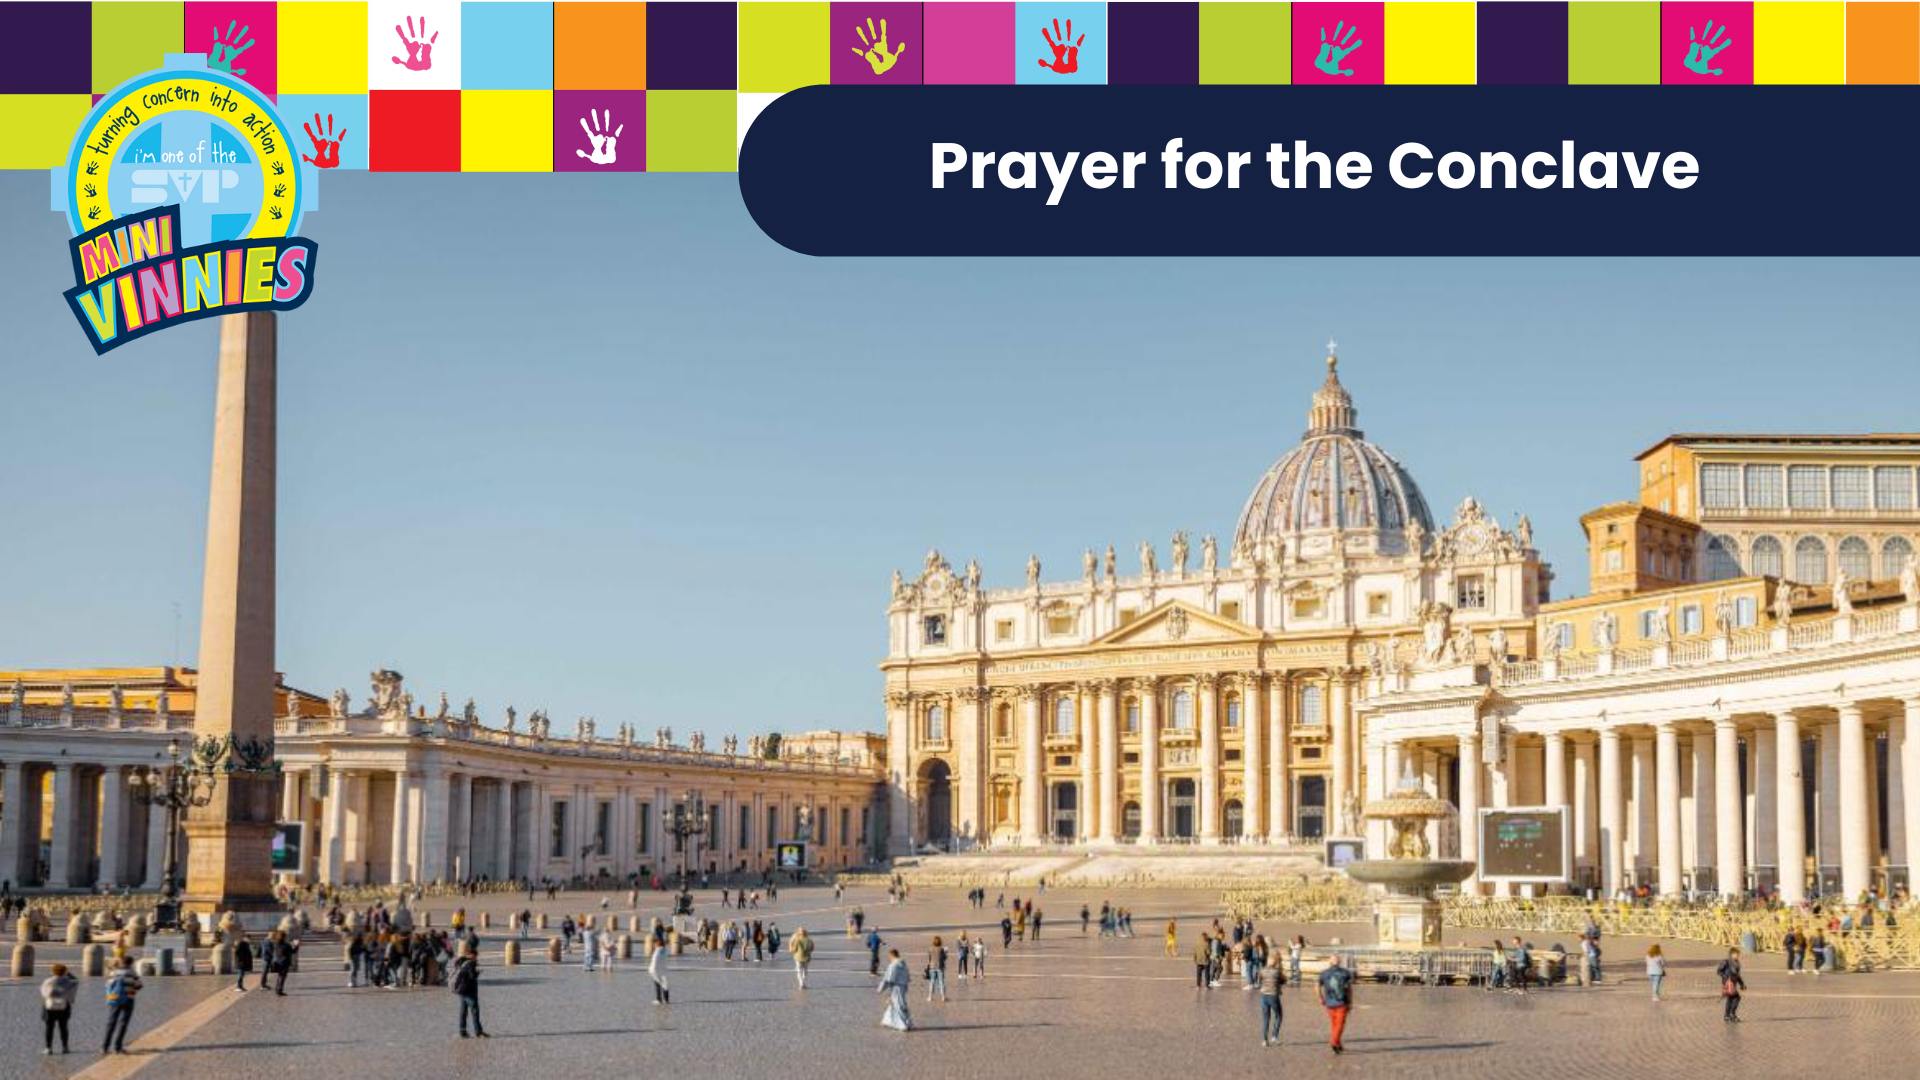 turning concern into action
i'm one of the
SVP
MINI
VINNIES
Prayer for the Conclave